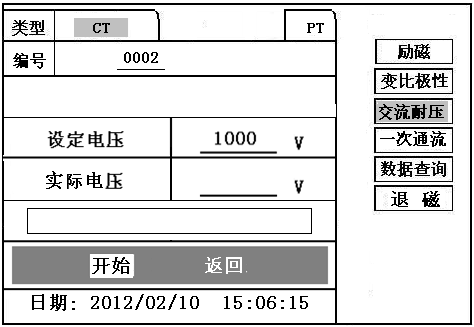 类型 CT PT
编号 0002
设定电压 1000 V
实际电压 V
开始 返回
日期: 2012/02/10 15:06:15
励磁
变比极性
交流耐压
一次通流
数据查询
退 磁